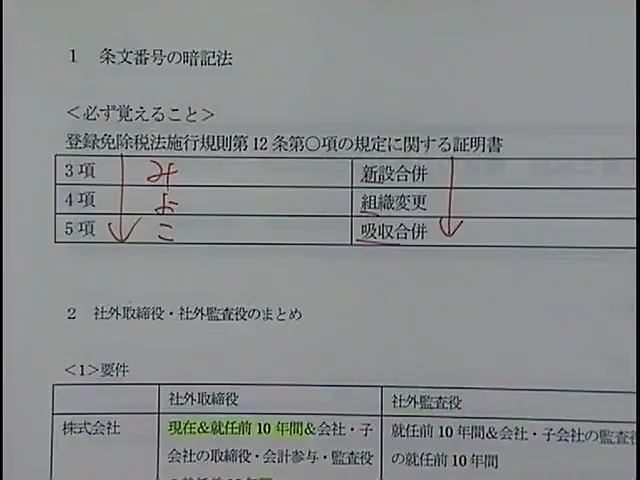 1 条文番号の暗記法
＜必ず覚えること＞
登録免除税法施行規則第12条第〇項の規定に関する証明書
3項 み 新設合併
4項 よ 組織変更
5項 こ 吸収合併
2 社外取締役・社外監査役のまとめ
<1>要件
社外取締役 社外監査役
株式会社 現在&就任前10年間&会社・子 就任前10年間&会社・子会社の監査役
会社の取締役・会計参与・監査役 の就任前10年間